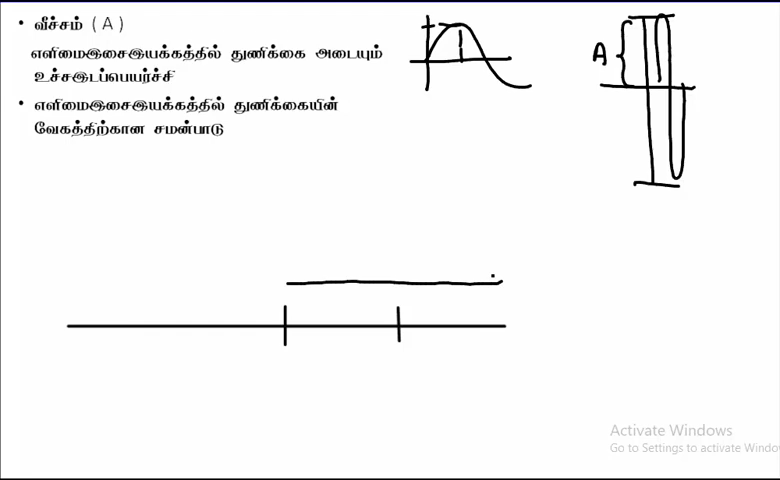 • வீச்சம் ( A )
எளிமைஇசைஇயக்கத்தில் துணிக்கை அடையும்
உச்சஇடப்பெயர்ச்சி
• எளிமைஇசைஇயக்கத்தில் துணிக்கையின்
வேகத்திற்கான சமன்பாடு
A
Activate Windows
Go to Settings to activate Windo